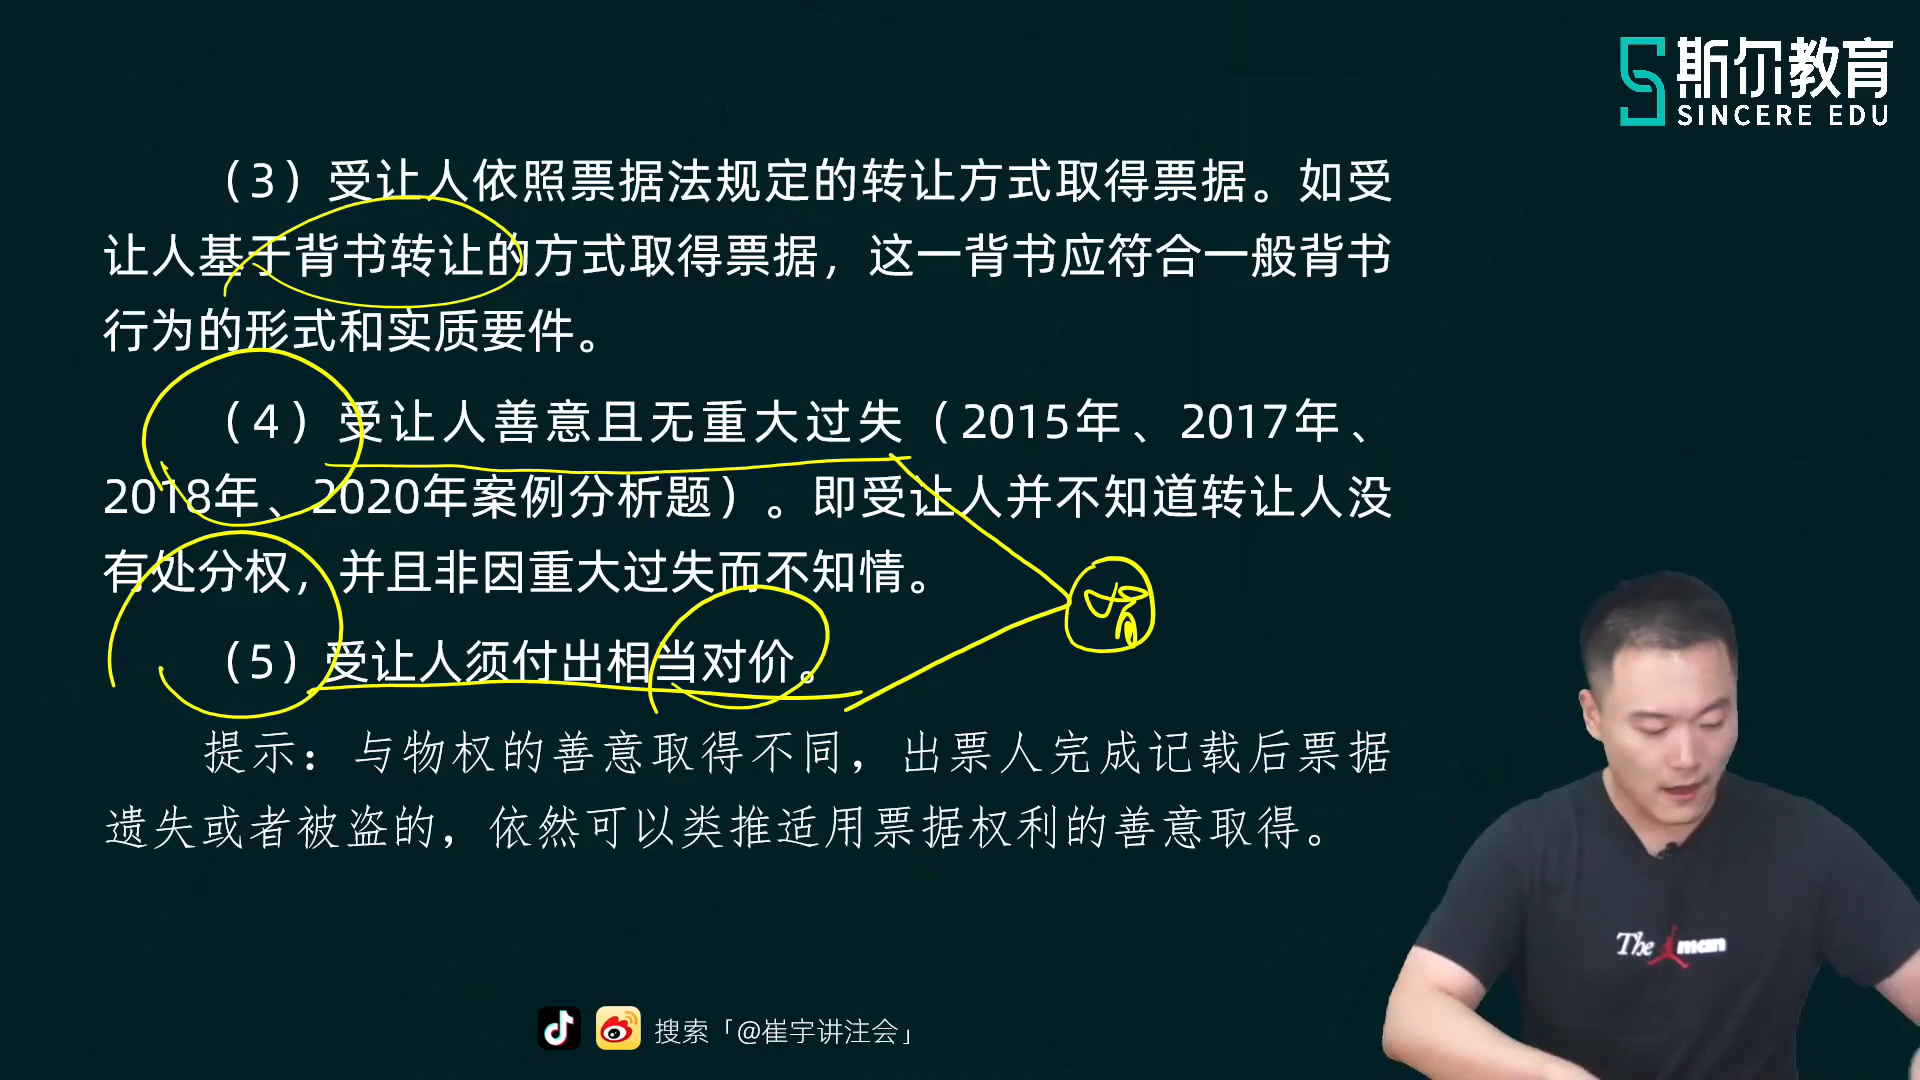 斯尔教育
SINCERE EDU
（3）受让人依照票据法规定的转让方式取得票据。如受
让人基于背书转让的方式取得票据，这一背书应符合一般背书
行为的形式和实质要件。
（4）受让人善意且无重大过失（2015年、2017年、
2018年、2020年案例分析题）。即受让人并不知道转让人没
有处分权，并且非因重大过失而不知情。
（5）受让人须付出相当对价。
提示：与物权的善意取得不同，出票人完成记载后票据
遗失或者被盗的，依然可以类推适用票据权利的善意取得。
The man
搜索「@崔宇讲注会」